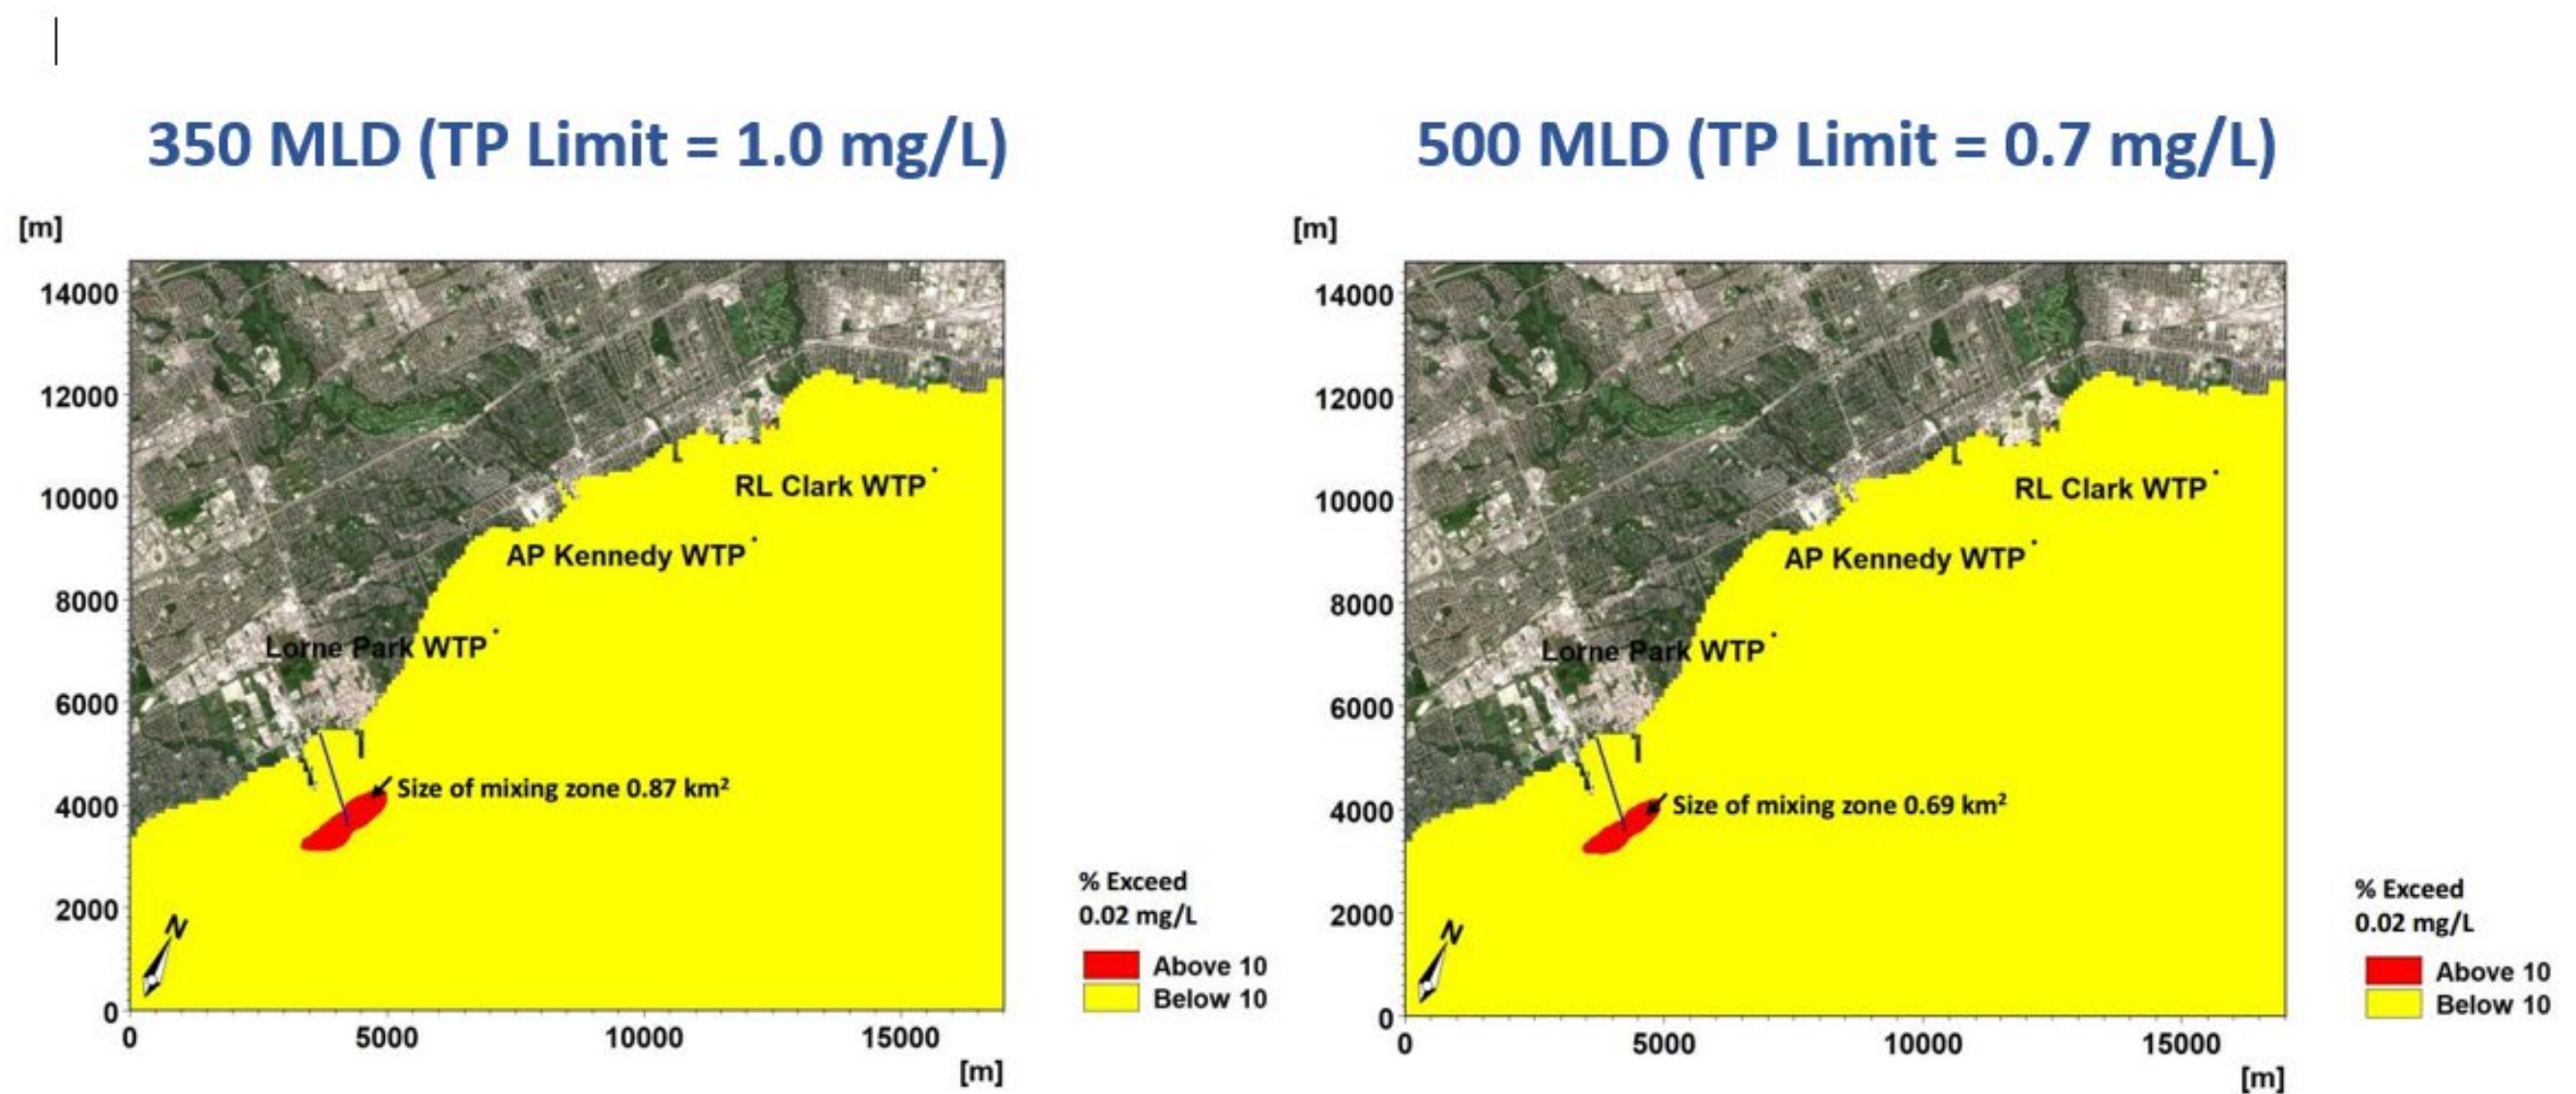 350 MLD (TP Limit = 1.0 mg/L)
[m]
14000
12000
10000
8000
6000
4000
2000
0
0 5000 10000 15000
[m]
RL Clark WTP
AP Kennedy WTP
Lorne Park WTP
Size of mixing zone 0.87 km²
N
% Exceed
0.02 mg/L
Above 10
Below 10
500 MLD (TP Limit = 0.7 mg/L)
[m]
14000
12000
10000
8000
6000
4000
2000
0
0 5000 10000 15000
[m]
RL Clark WTP
AP Kennedy WTP
Lorne Park WTP
Size of mixing zone 0.69 km²
N
% Exceed
0.02 mg/L
Above 10
Below 10